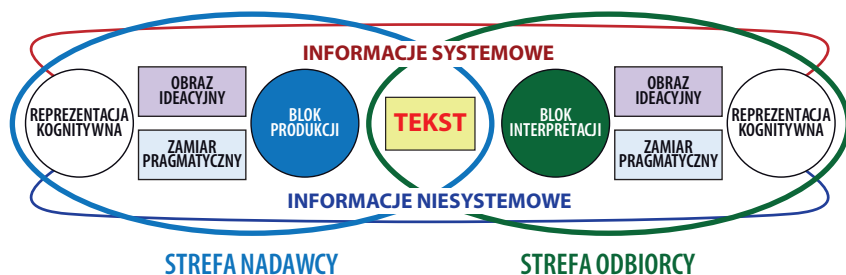 INFORMACJE SYSTEMOWE
REPREZENTACJA
KOGNITYWNA
OBRAZ
IDEACYJNY
ZAMIAR
PRAGMATYCZNY
BLOK
PRODUKCJI
TEKST
BLOK
INTERPRETACJI
OBRAZ
IDEACYJNY
ZAMIAR
PRAGMATYCZNY
REPREZENTACJA
KOGNITYWNA
INFORMACJE NIESYSTEMOWE
STREFA NADAWCY
STREFA ODBIORCY